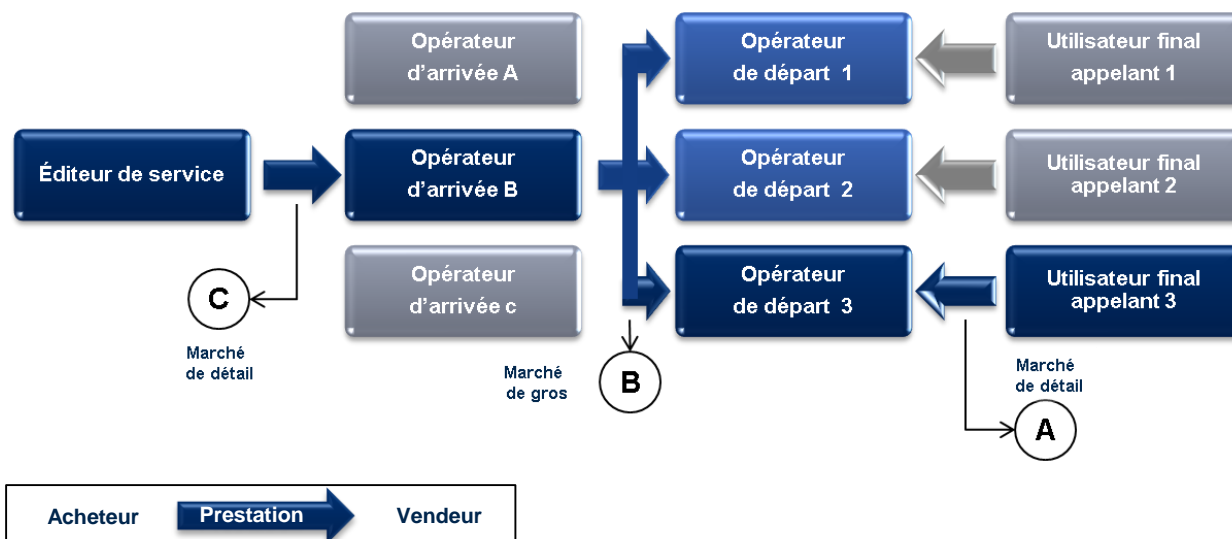 Opérateur
d'arrivée A
Opérateur
de départ 1
Utilisateur final
appelant 1
Éditeur de service
Opérateur
d'arrivée B
Opérateur
de départ 2
Utilisateur final
appelant 2
Opérateur
d'arrivée c
Opérateur
de départ 3
Utilisateur final
appelant 3
C
Marché
de détail
Marché
de gros
B
Marché
de détail
A
Acheteur
Prestation
Vendeur